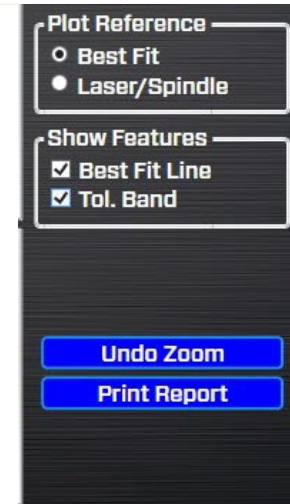 Plot Reference
Best Fit
Laser/Spindle
Show Features
Best Fit Line
Tol. Band
Undo Zoom
Print Report